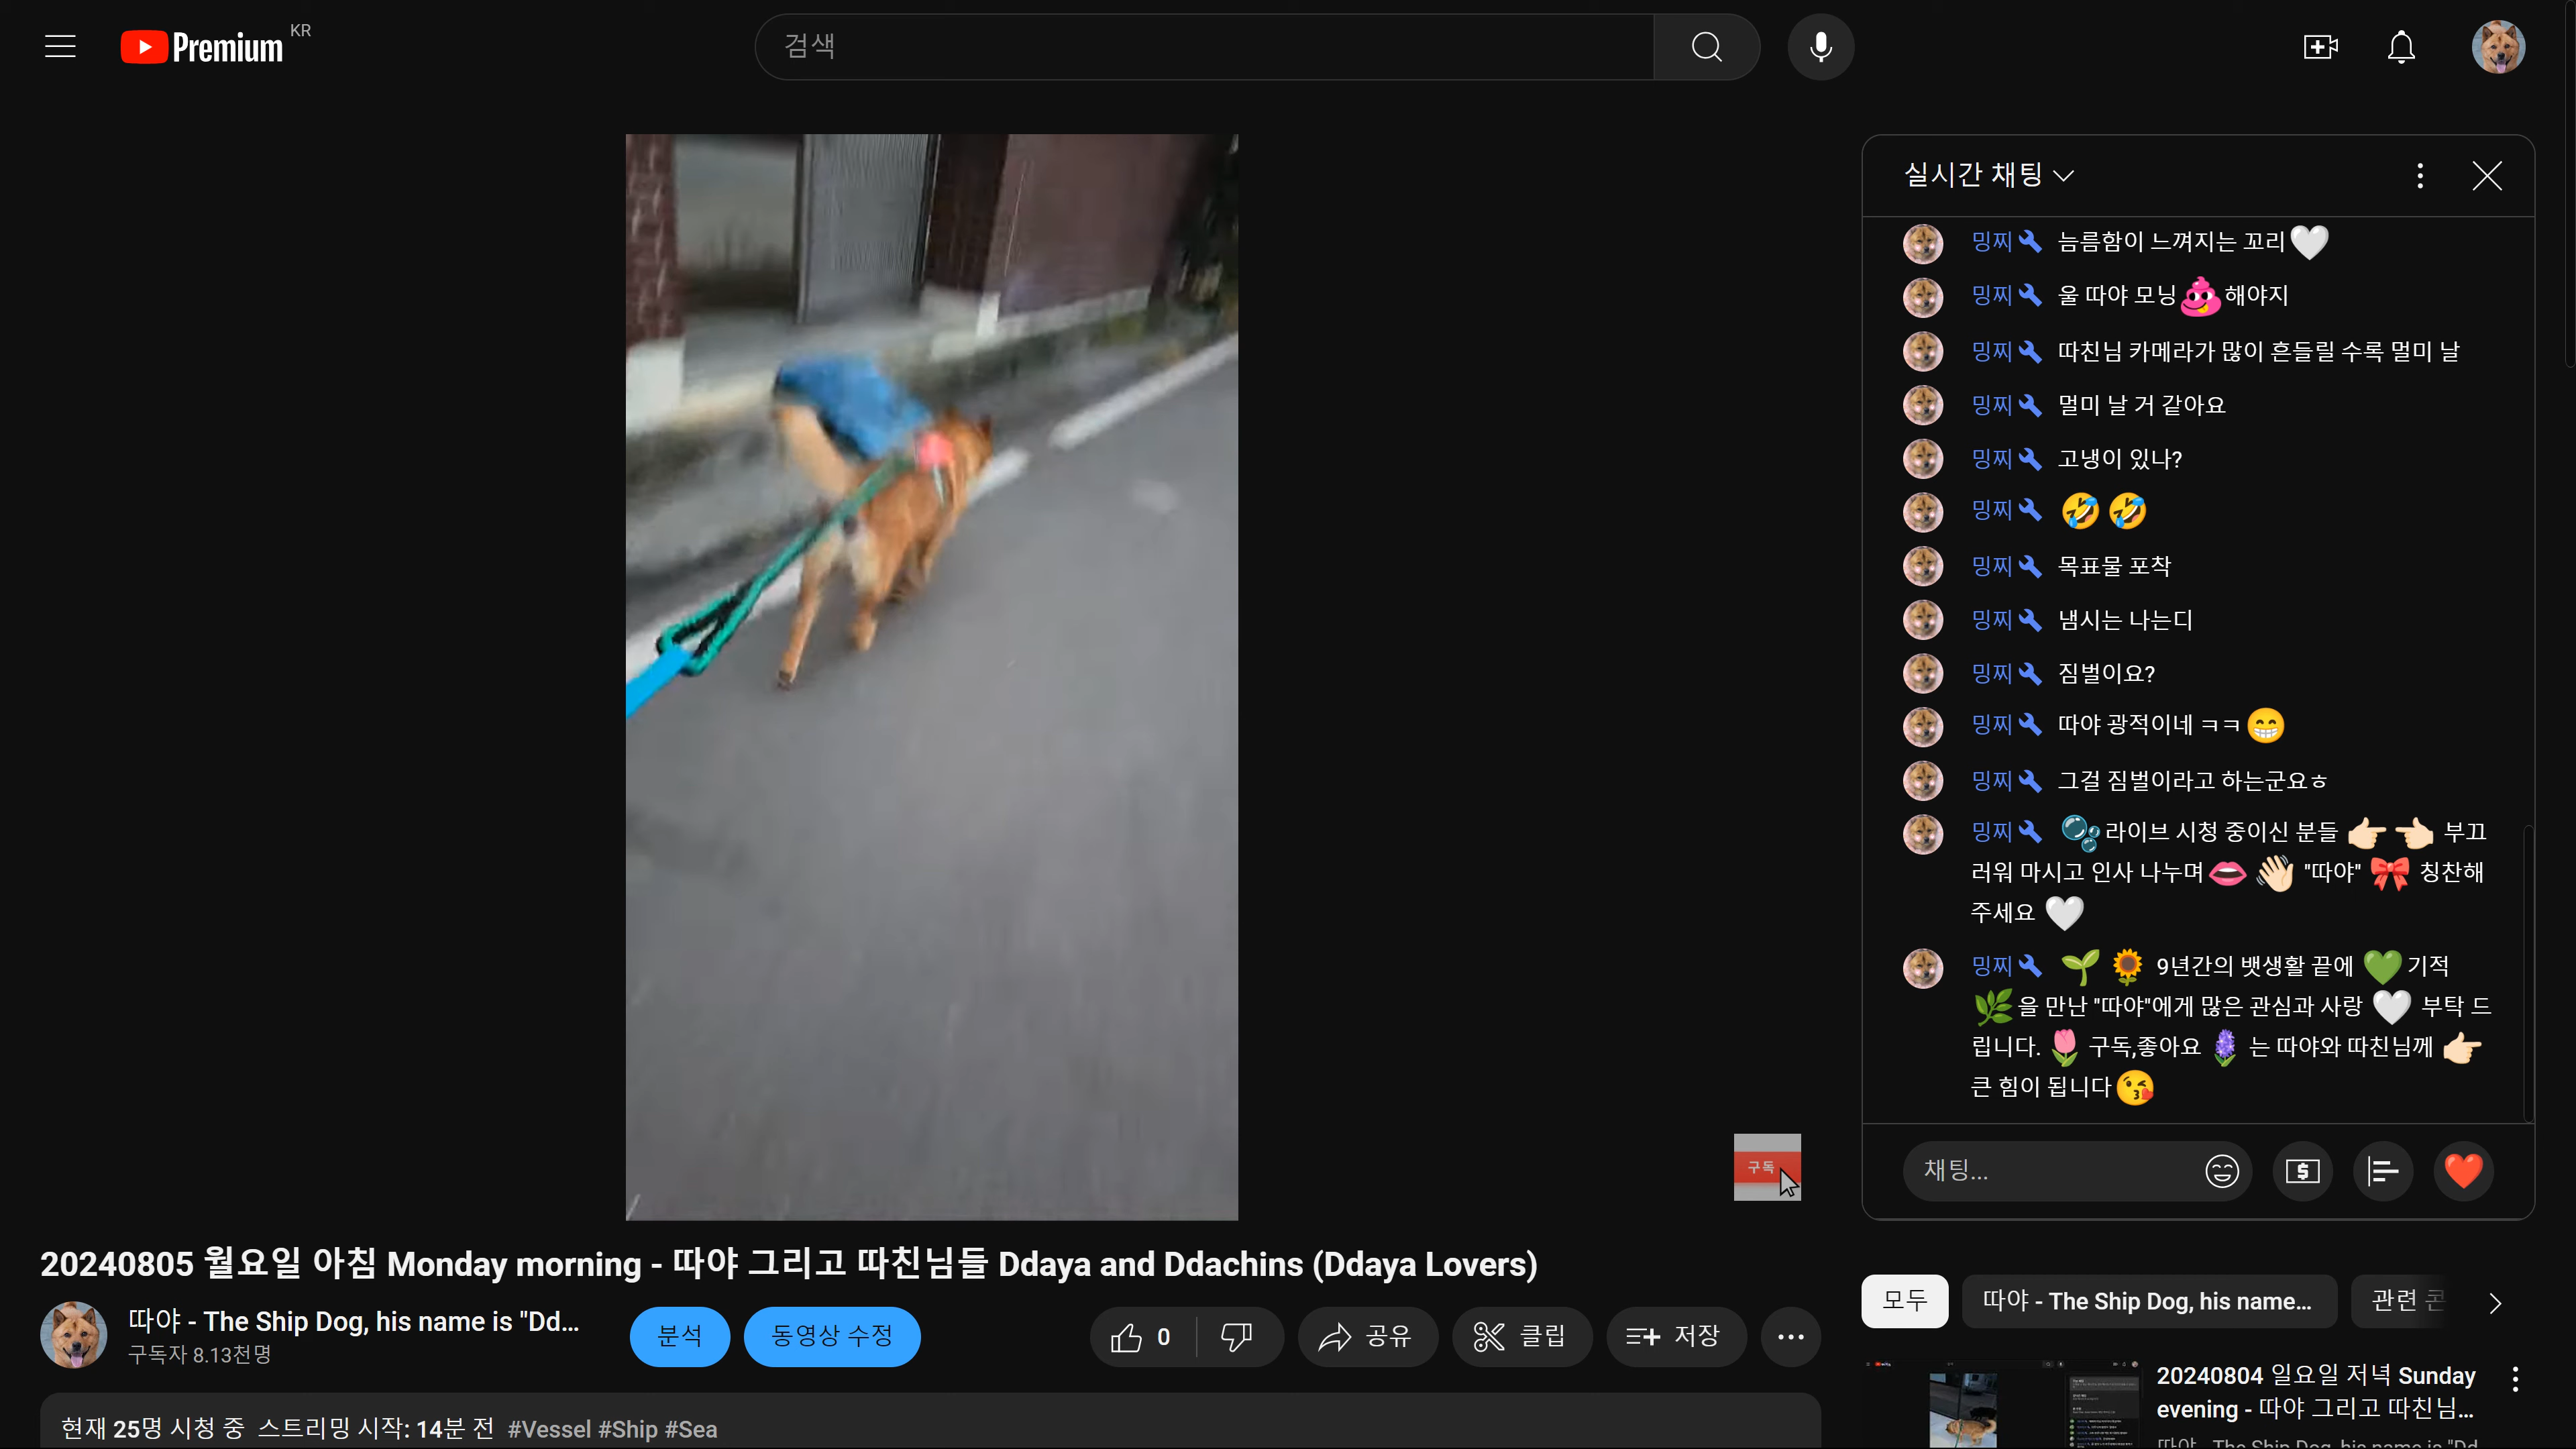 Premium KR
검색
실시간 채팅
밍찌 늠름함이 느껴지는 꼬리🤍
밍찌 울 따야 모닝해야지
밍찌 따친님 카메라가 많이 흔들릴 수록 멀미 날
밍찌 멀미 날 거 같아요
밍찌 고냉이 있나?
밍찌 🤣🤣
밍찌 목표물 포착
밍찌 냄시는 나는디
밍찌 짐벌이요?
밍찌 따야 광적이네 ㅋㅋ😁
밍찌 그걸 짐벌이라고 하는군요ㅎ
밍찌 🫧라이브 시청 중이신 분들 👉🏻👈🏻 부끄
러워 마시고 인사 나누며👄👋🏻 "따야" 🎀 칭찬해
주세요 🤍
밍찌 🌱🌻 9년간의 뱃생활 끝에 💚기적
🌿을 만난 "따야"에게 많은 관심과 사랑 🤍 부탁 드
립니다.🌷 구독,좋아요 🪻 는 따야와 따친님께 👉🏻
큰 힘이 됩니다😘
구독
채팅...
20240805 월요일 아침 Monday morning - 따야 그리고 따친님들 Ddaya and Ddachins (Ddaya Lovers)
따야 - The Ship Dog, his name is "Dd...
구독자 8.13천명
분석
동영상 수정
0
공유
클립
저장
현재 25명 시청 중 스트리밍 시작: 14분 전 #Vessel #Ship #Sea
모두
따야 - The Ship Dog, his name...
관련
20240804 일요일 저녁 Sunday
evening - 따야 그리고 따친님...
따야 - The Ship Dog, his name is "Dd